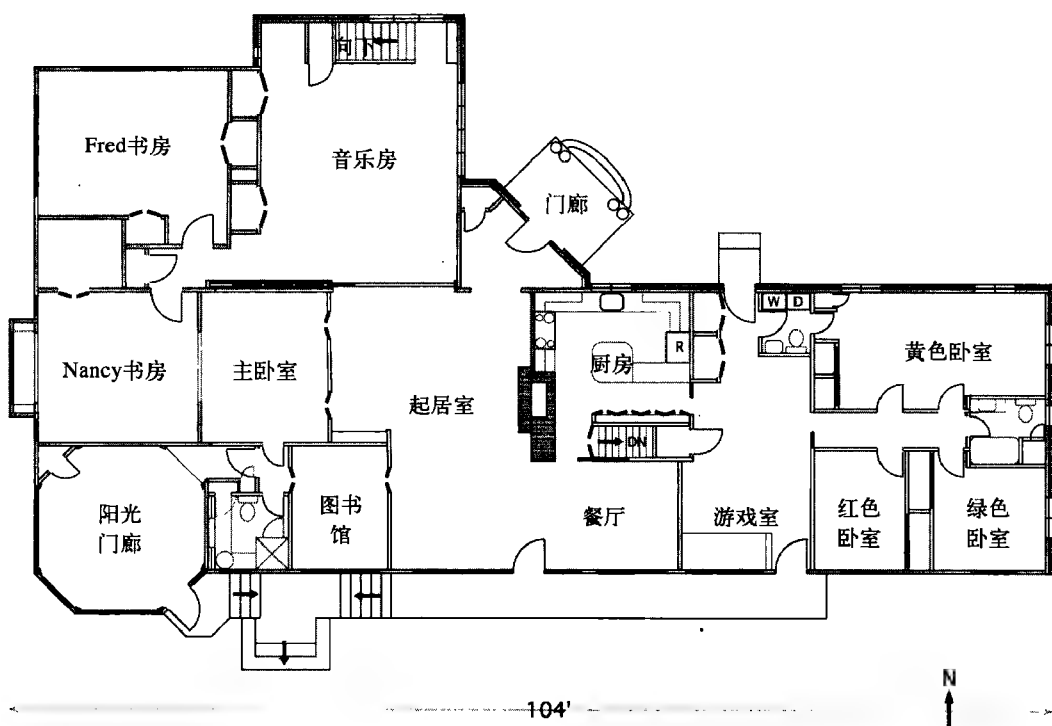 向下
Fred书房
音乐房
门廊
W D
Nancy书房
主卧室
起居室
厨房
R
黄色卧室
DN
阳光
门廊
图书
馆
餐厅
游戏室
红色
卧室
绿色
卧室
N
104'